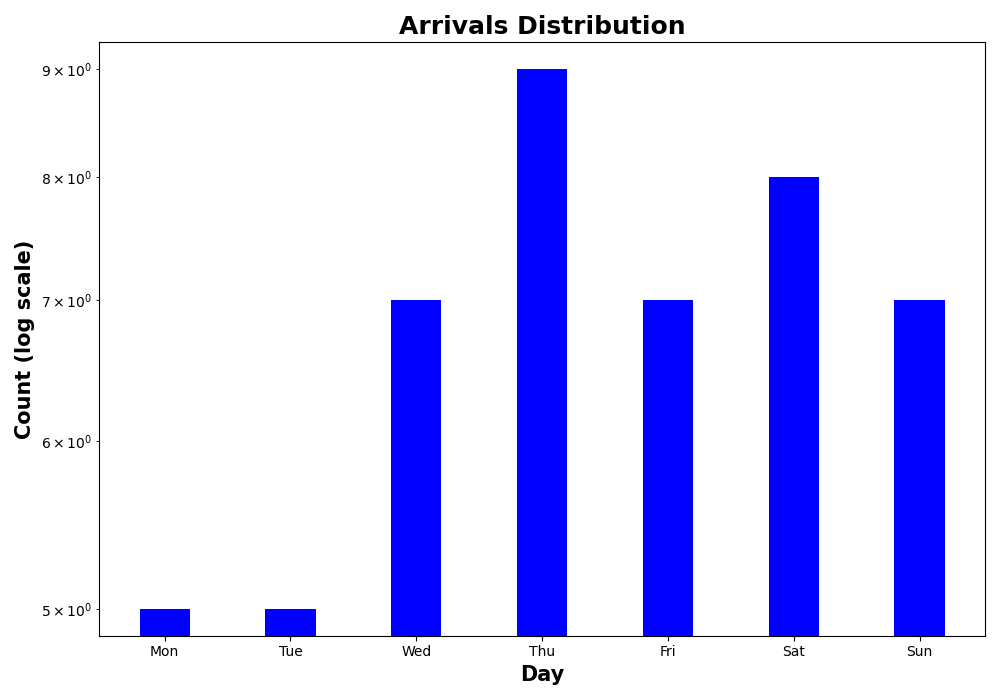 Arrivals Distribution
Count (log scale)
9 × 10⁰
8 × 10⁰
7 × 10⁰
6 × 10⁰
5 × 10⁰
Mon Tue Wed Thu Fri Sat Sun
Day